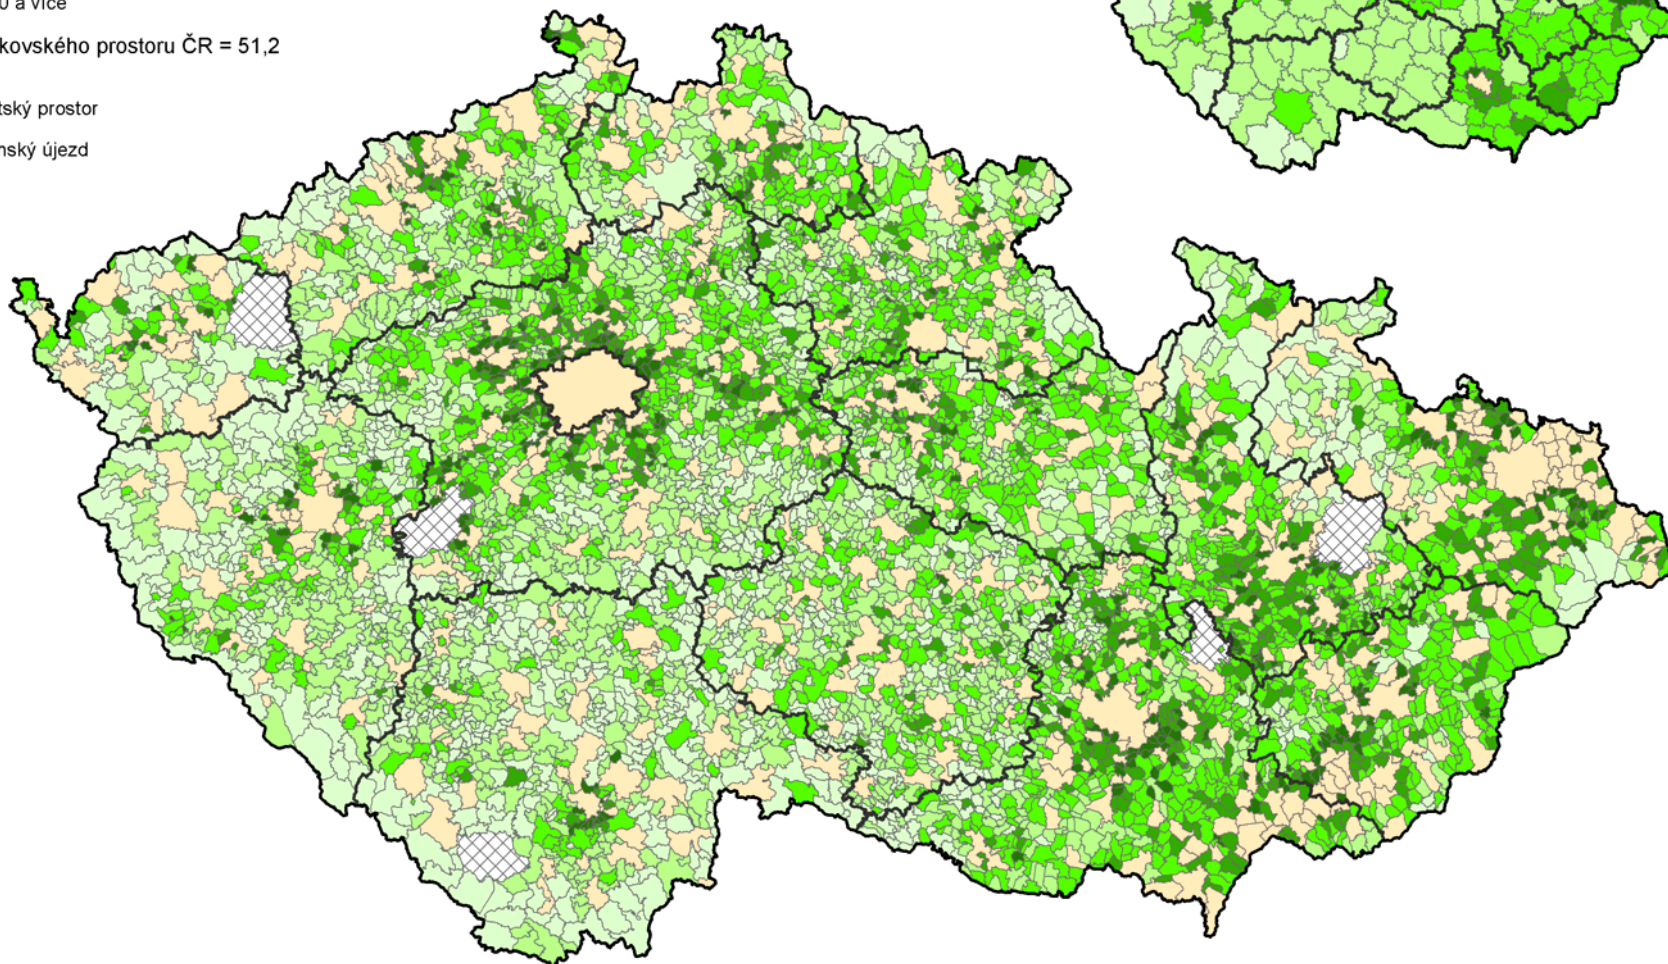 0 a více
kovského prostoru ČR = 51,2
tský prostor
nský újezd